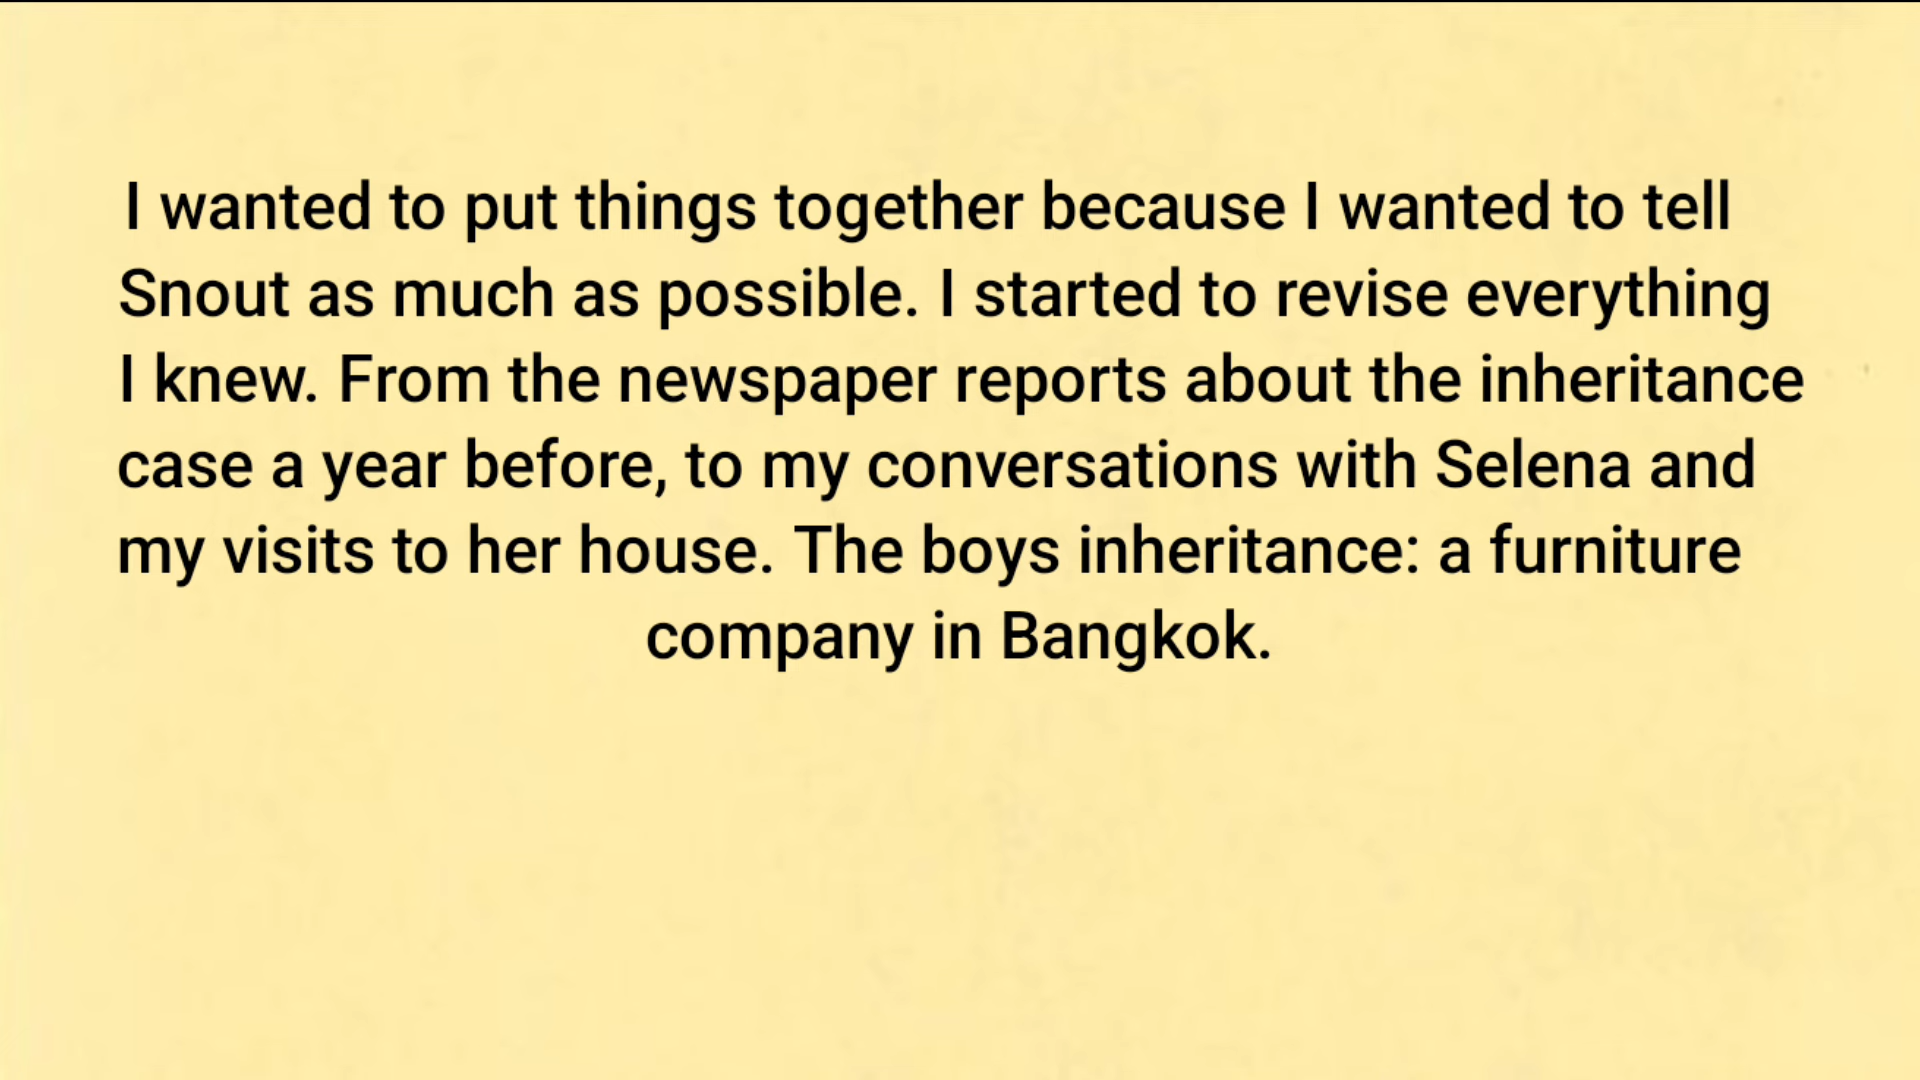 I wanted to put things together because I wanted to tell
Snout as much as possible. I started to revise everything
I knew. From the newspaper reports about the inheritance
case a year before, to my conversations with Selena and
my visits to her house. The boys inheritance: a furniture
company in Bangkok.